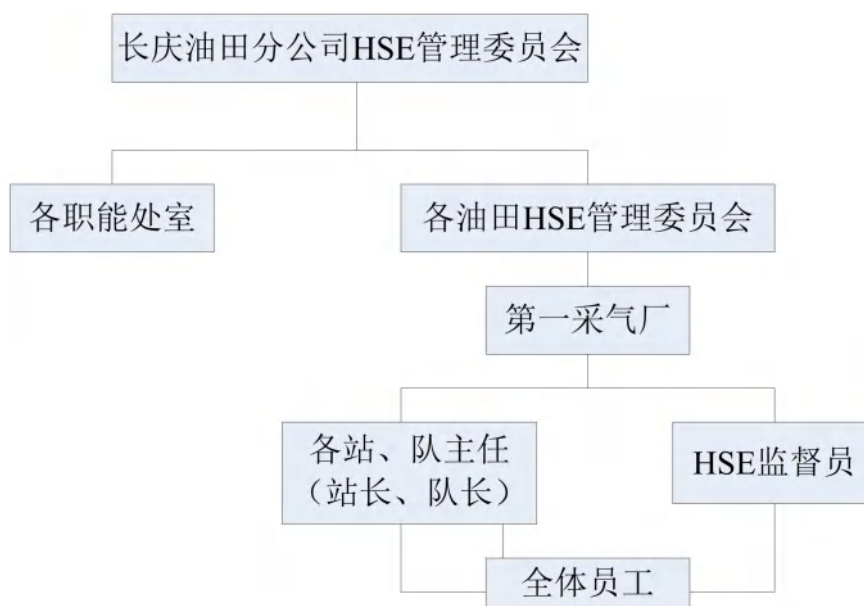 长庆油田分公司HSE管理委员会
各职能处室
各油田HSE管理委员会
第一采气厂
各站、队主任
（站长、队长）
HSE监督员
全体员工